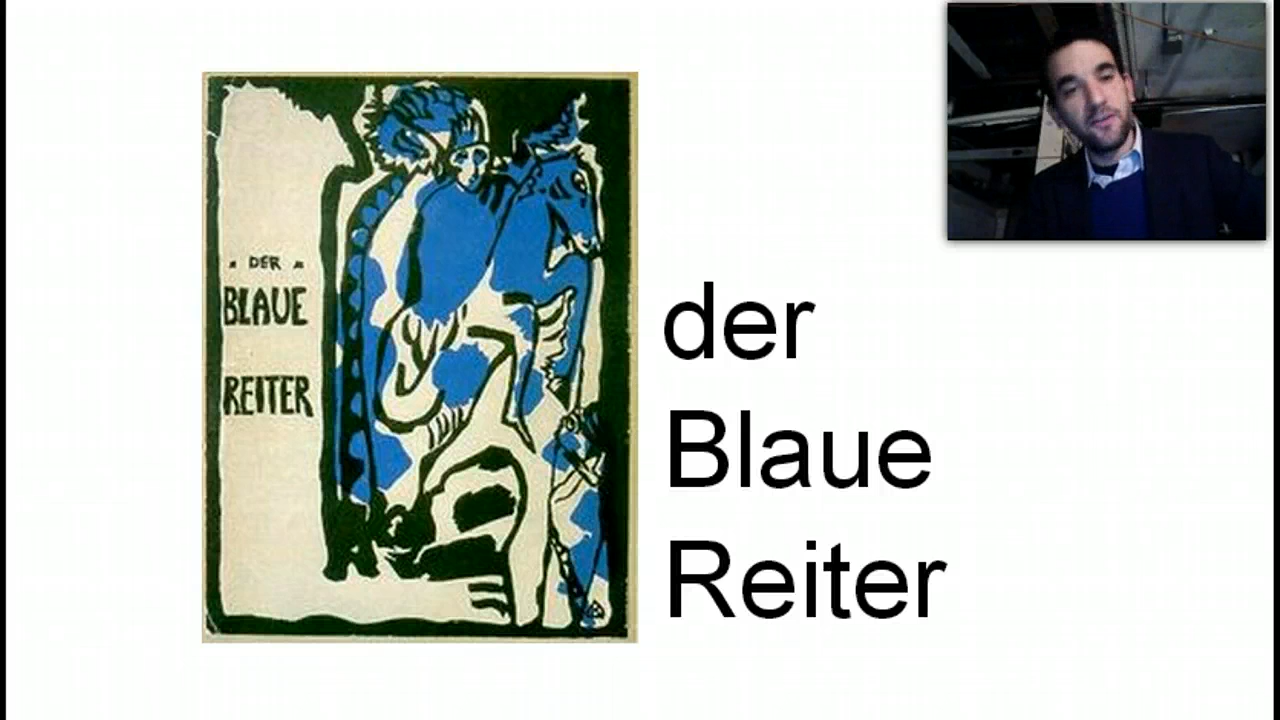 DER
BLAUE
REITER
der
Blaue
Reiter